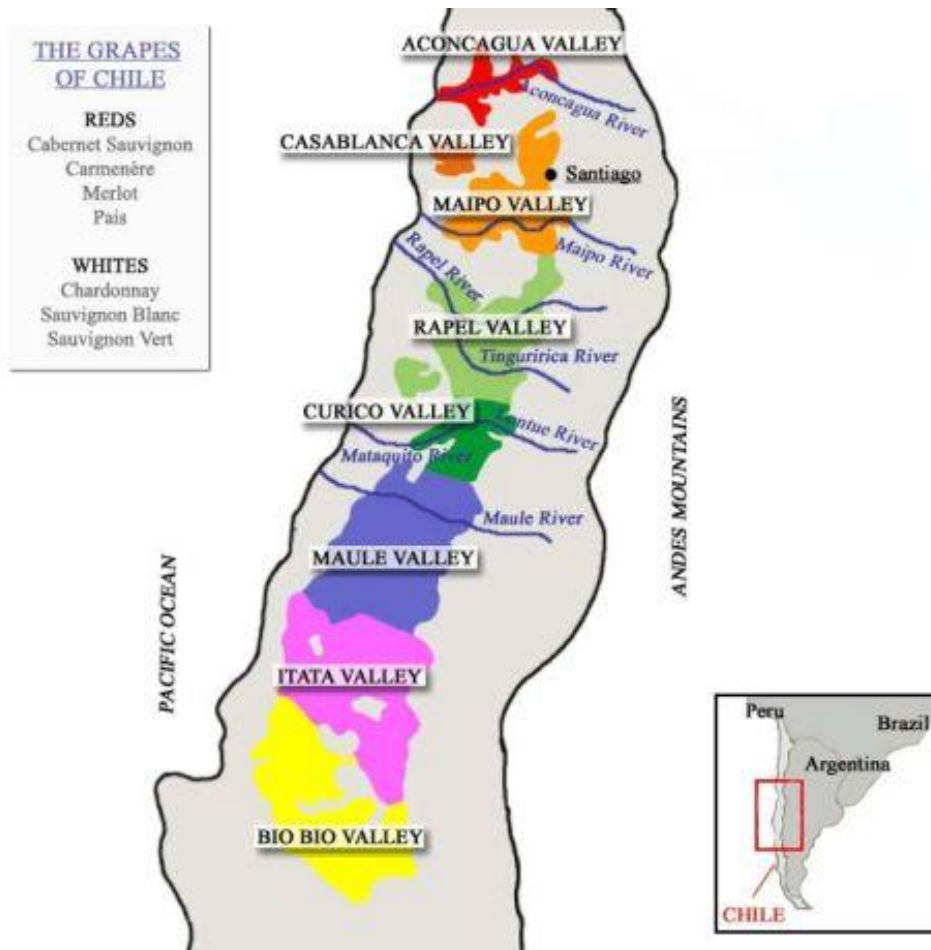 THE GRAPES
OF CHILE
REDS
Cabernet Sauvignon
Carmenère
Merlot
Pais
WHITES
Chardonnay
Sauvignon Blanc
Sauvignon Vert
ACONCAGUA VALLEY
Aconcagua River
CASABLANCA VALLEY
Santiago
MAIPO VALLEY
Maipo River
Rapel River
RAPEL VALLEY
Tinguririca River
CURICO VALLEY
Lontue River
Mataquito River
Maule River
MAULE VALLEY
ANDES MOUNTAINS
PACIFIC OCEAN
ITATA VALLEY
BIO BIO VALLEY
Peru
Brazil
Argentina
CHILE